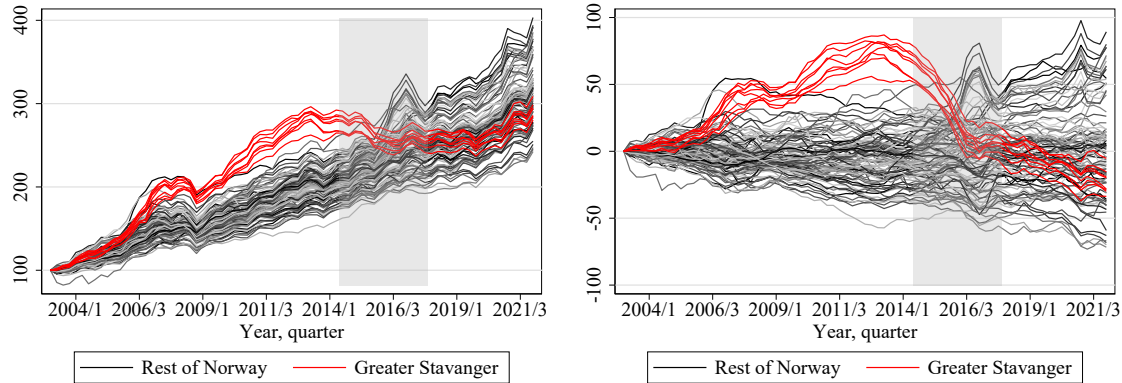 400
300
200
100
2004/1 2006/3 2009/1 2011/3 2014/1 2016/3 2019/1 2021/3
Year, quarter
Rest of Norway Greater Stavanger
100
50
0
-50
-100
2004/1 2006/3 2009/1 2011/3 2014/1 2016/3 2019/1 2021/3
Year, quarter
Rest of Norway Greater Stavanger